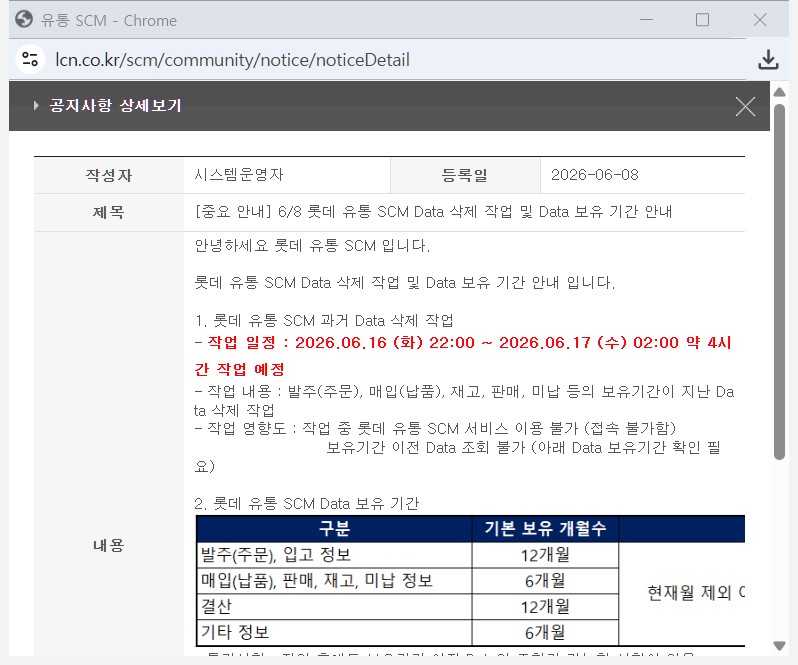 유통 SCM - Chrome
lcn.co.kr/scm/community/notice/noticeDetail
공지사항 상세보기
작성자 시스템운영자 등록일 2026-06-08
제목 [중요 안내] 6/8 롯데 유통 SCM Data 삭제 작업 및 Data 보유 기간 안내
내용
안녕하세요 롯데 유통 SCM 입니다.
롯데 유통 SCM Data 삭제 작업 및 Data 보유 기간 안내 입니다.
1. 롯데 유통 SCM 과거 Data 삭제 작업
- 작업 일정 : 2026.06.16 (화) 22:00 ~ 2026.06.17 (수) 02:00 약 4시
간 작업 예정
- 작업 내용 : 발주(주문), 매입(납품), 재고, 판매, 미납 등의 보유기간이 지난 Da
ta 삭제 작업
- 작업 영향도 : 작업 중 롯데 유통 SCM 서비스 이용 불가 (접속 불가함)
보유기간 이전 Data 조회 불가 (아래 Data 보유기간 확인 필
요)
2. 롯데 유통 SCM Data 보유 기간
구분 기본 보유 개월수
발주(주문), 입고 정보 12개월
매입(납품), 판매, 재고, 미납 정보 6개월
현재월 제외
결산 12개월
기타 정보 6개월